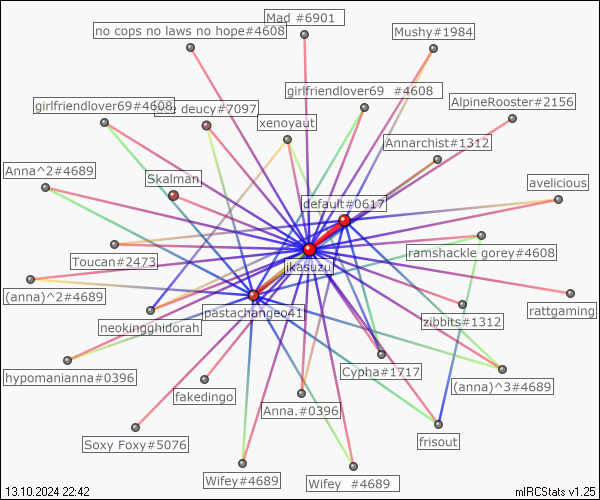 Mad #6901
no cops no laws no hope#4608
Mushy#1984
girlfriendlover69 #4608
AlpineRooster#2156
girlfriendlover69#4608
deucy#7097
xenoyaut
Annarchist#1312
Anna^2#4689
Skalman
avelicious
default#0617
ramshackle gorey#4608
Toucan#2473
jikasuzu
(anna)^2#4689
rattgaming
pastachangeo41
zibbits#1312
neokingghidorah
Cypha#1717
hypomanianna#0396
(anna)^3#4689
fakedingo
Anna.#0396
Soxy Foxy#5076
frisout
Wifey#4689
Wifey #4689
13.10.2024 22:42
mIRCStats v1.25